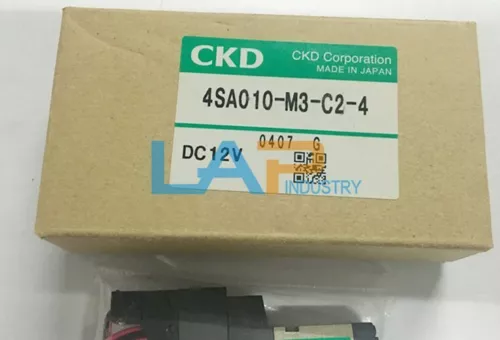 CKD
CKD Corporation
MADE IN JAPAN
4SA010-M3-C2-4
DC12V
0407 G
LAP
INDUSTRY